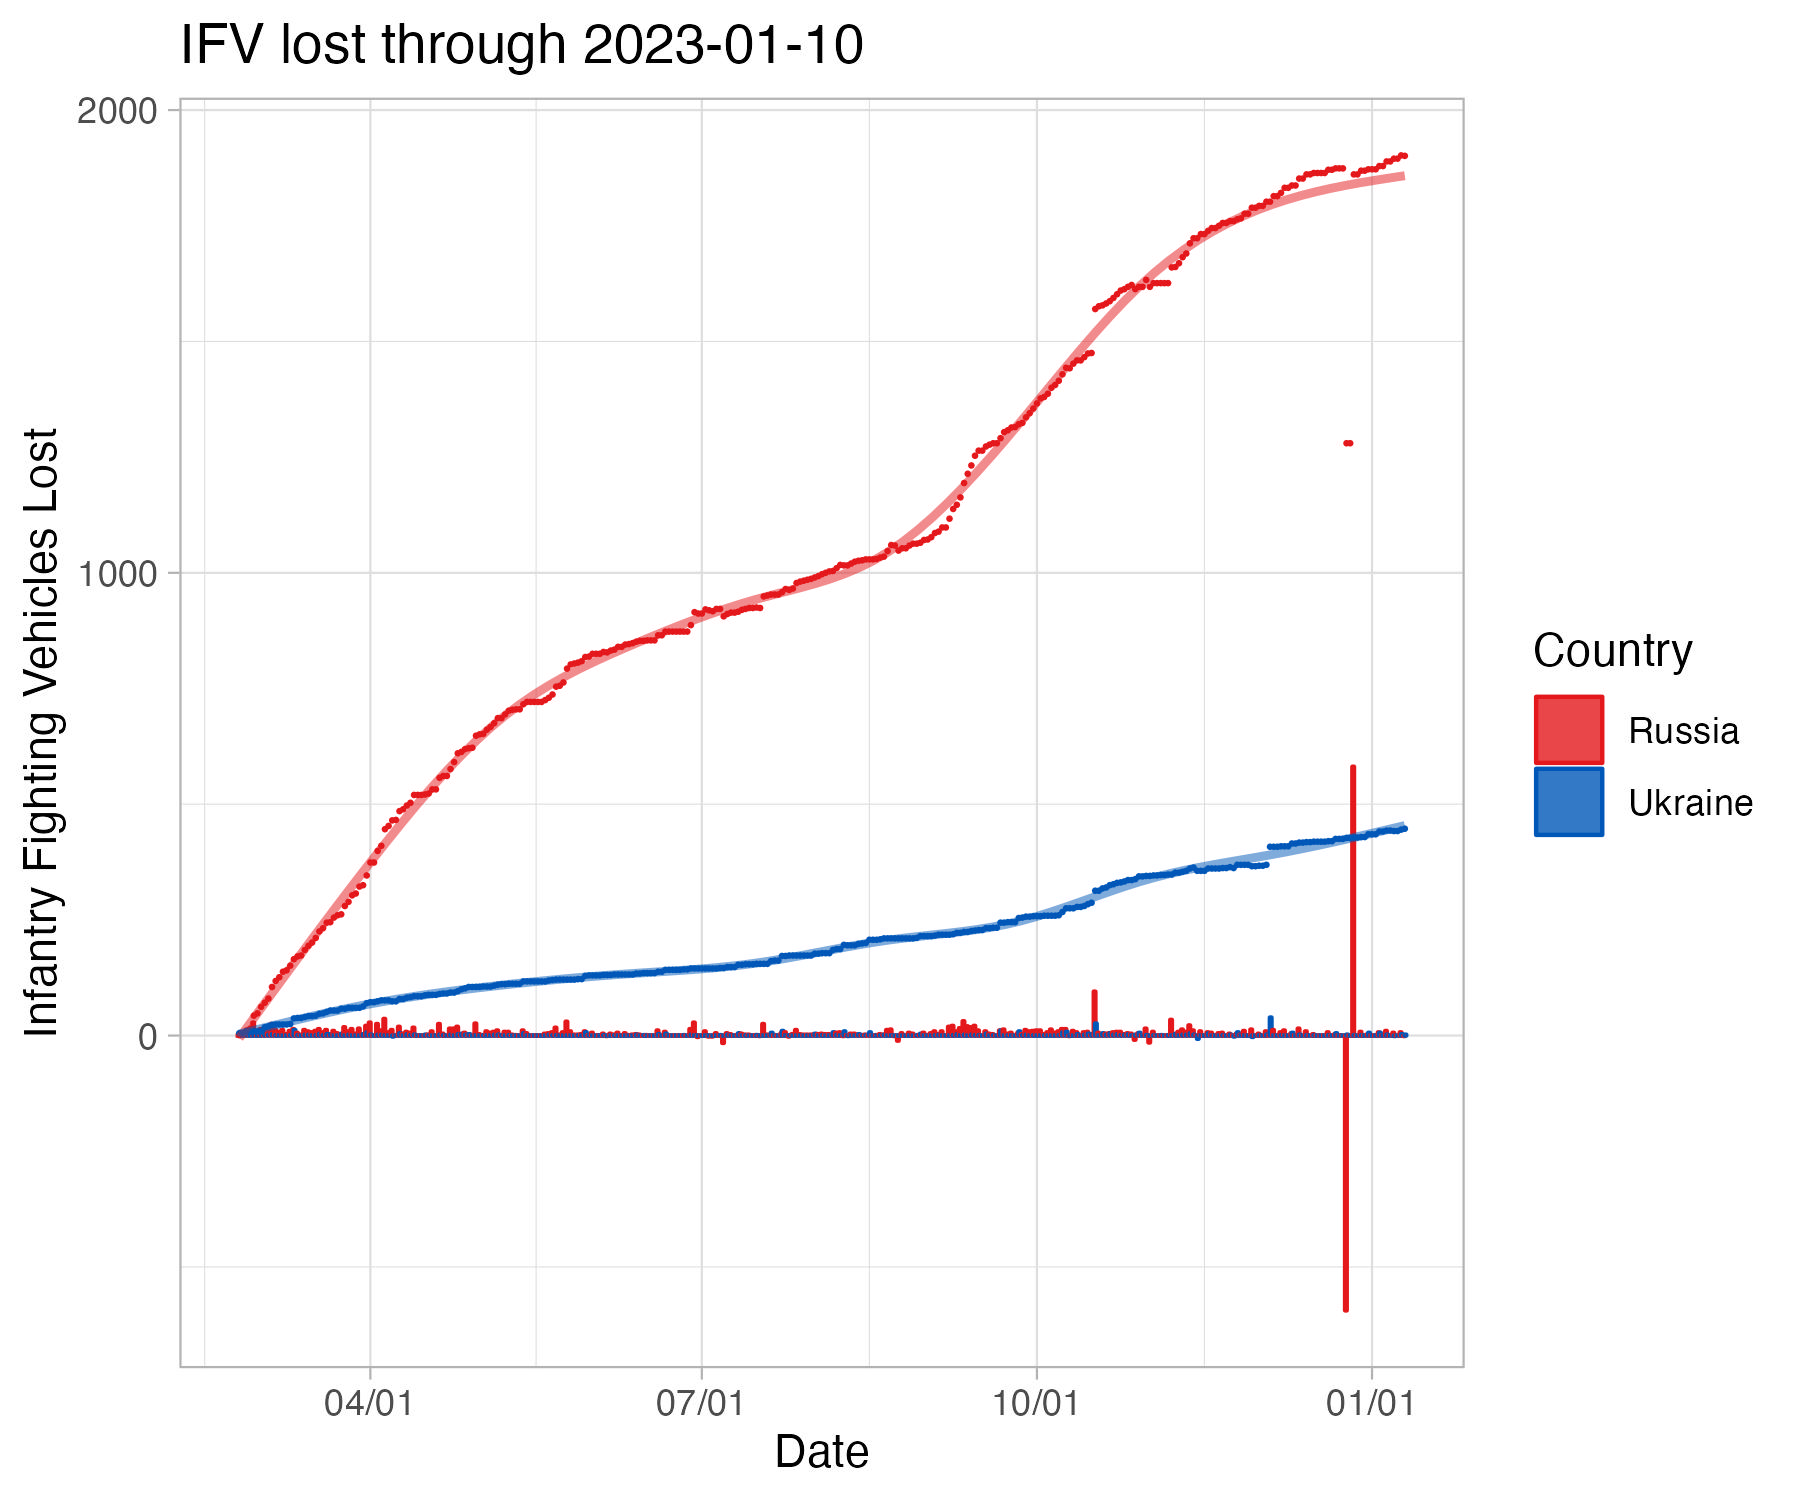 IFV lost through 2023-01-10
Infantry Fighting Vehicles Lost
2000
1000
0
04/01
07/01
10/01
01/01
Date
Country
Russia
Ukraine